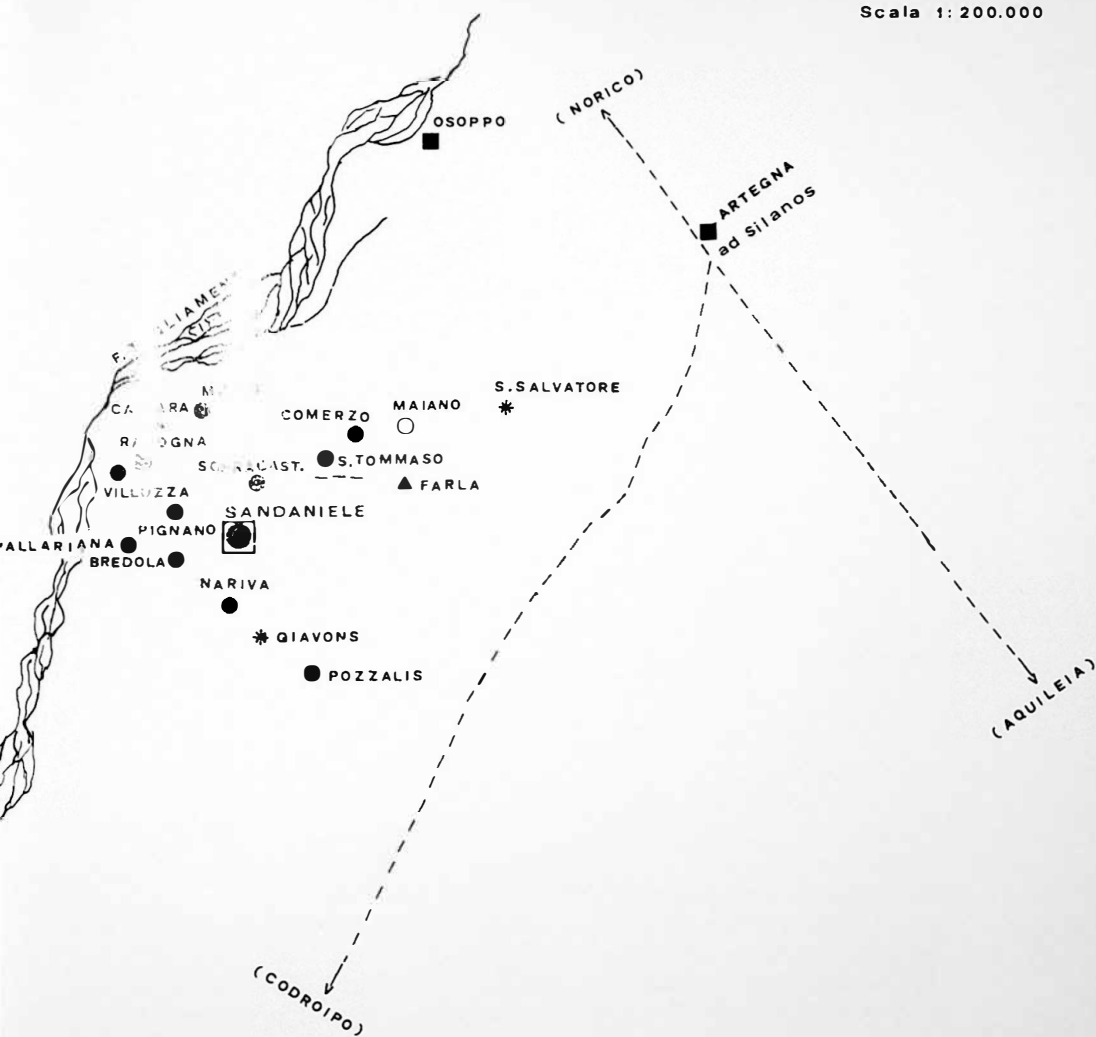 Scala 1:200.000
(NORICO)
OSOPPO
ARTEGNA
ad Silanos
S.SALVATORE
MAIANO
COMERZO
S.TOMMASO
FARLA
VILLUZZA
SANDANIELE
PIGNANO
BREDOLA
NARIVA
GIAVONS
POZZALIS
(AQUILEIA)
(CODROIPO)